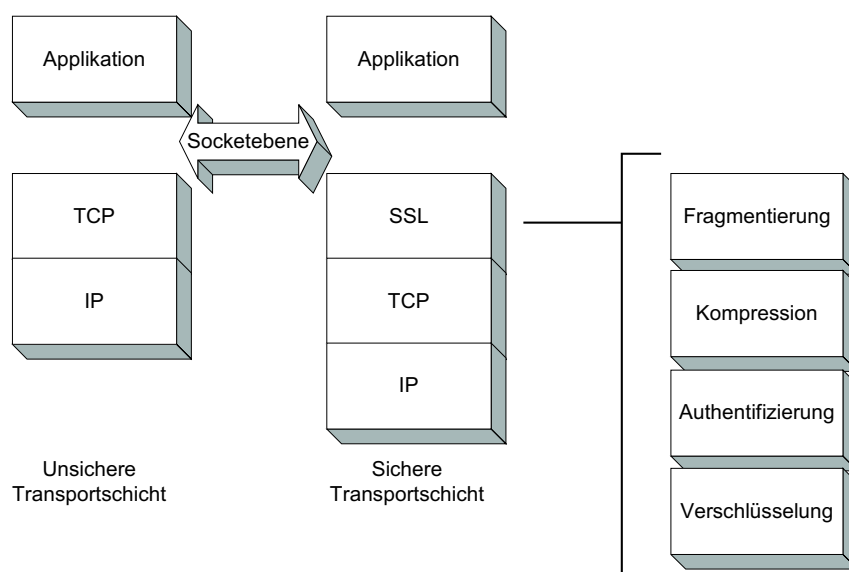 Applikation
Applikation
Socketebene
TCP
IP
SSL
TCP
IP
Unsichere
Transportschicht
Sichere
Transportschicht
Fragmentierung
Kompression
Authentifizierung
Verschlüsselung